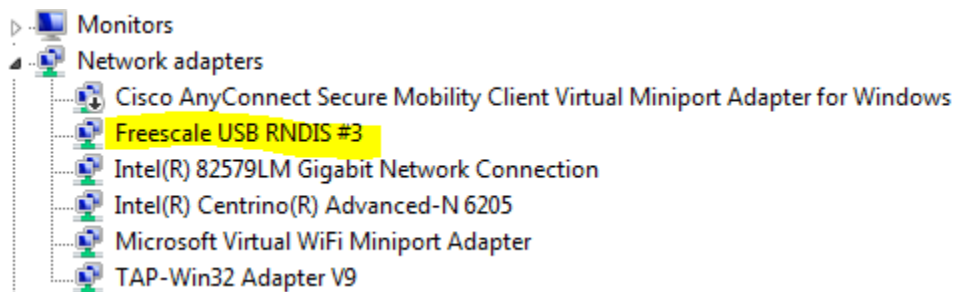 Monitors
Network adapters
Cisco AnyConnect Secure Mobility Client Virtual Miniport Adapter for Windows
Freescale USB RNDIS #3
Intel(R) 82579LM Gigabit Network Connection
Intel(R) Centrino(R) Advanced-N 6205
Microsoft Virtual WiFi Miniport Adapter
TAP-Win32 Adapter V9